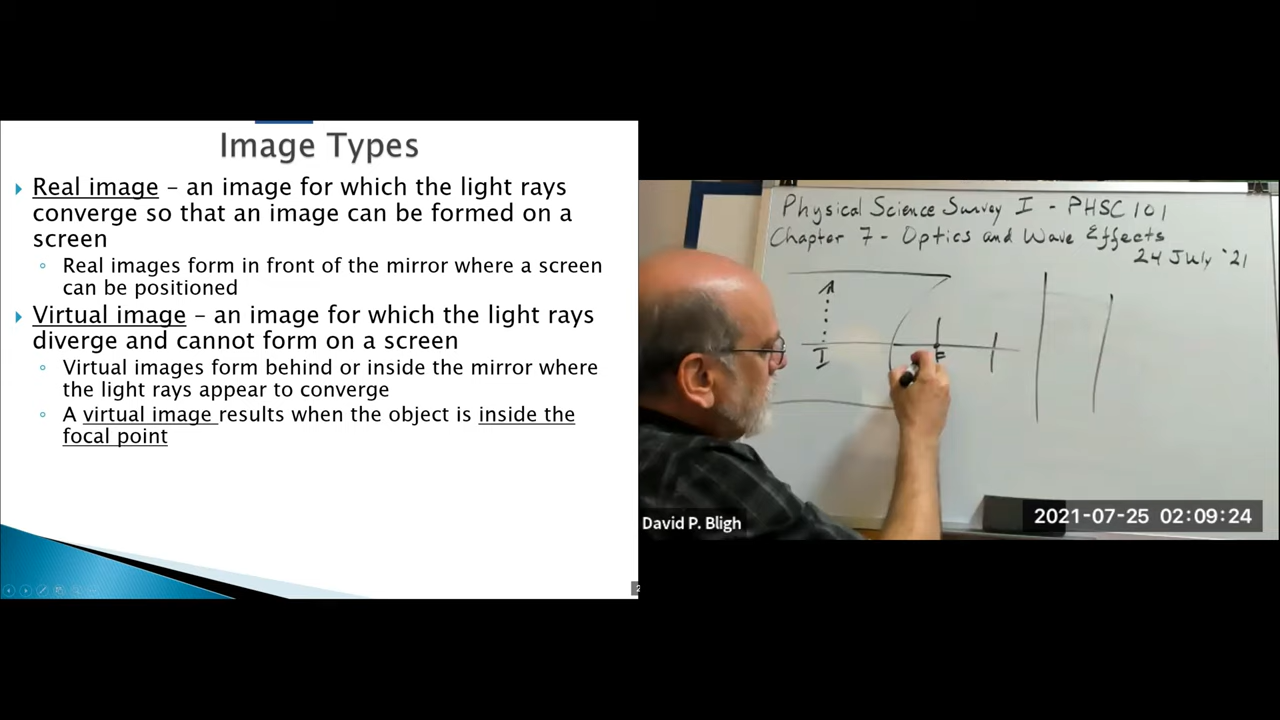 Image Types
Real image – an image for which the light rays
converge so that an image can be formed on a
screen
Real images form in front of the mirror where a screen
can be positioned
Virtual image – an image for which the light rays
diverge and cannot form on a screen
Virtual images form behind or inside the mirror where
the light rays appear to converge
A virtual image results when the object is inside the
focal point
2
Physical Science Survey I - PHSC 101
Chapter 7 - Optics and Wave Effects
24 July '21
I
F
David P. Bligh
2021-07-25 02:09:24